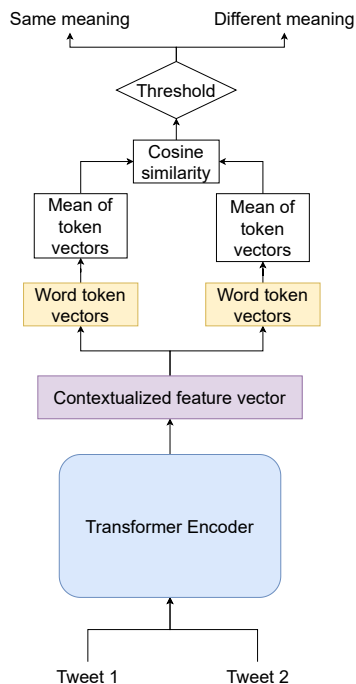 Same meaning
Different meaning
Threshold
Cosine
similarity
Mean of
token
vectors
Mean of
token
vectors
Word token
vectors
Word token
vectors
Contextualized feature vector
Transformer Encoder
Tweet 1
Tweet 2